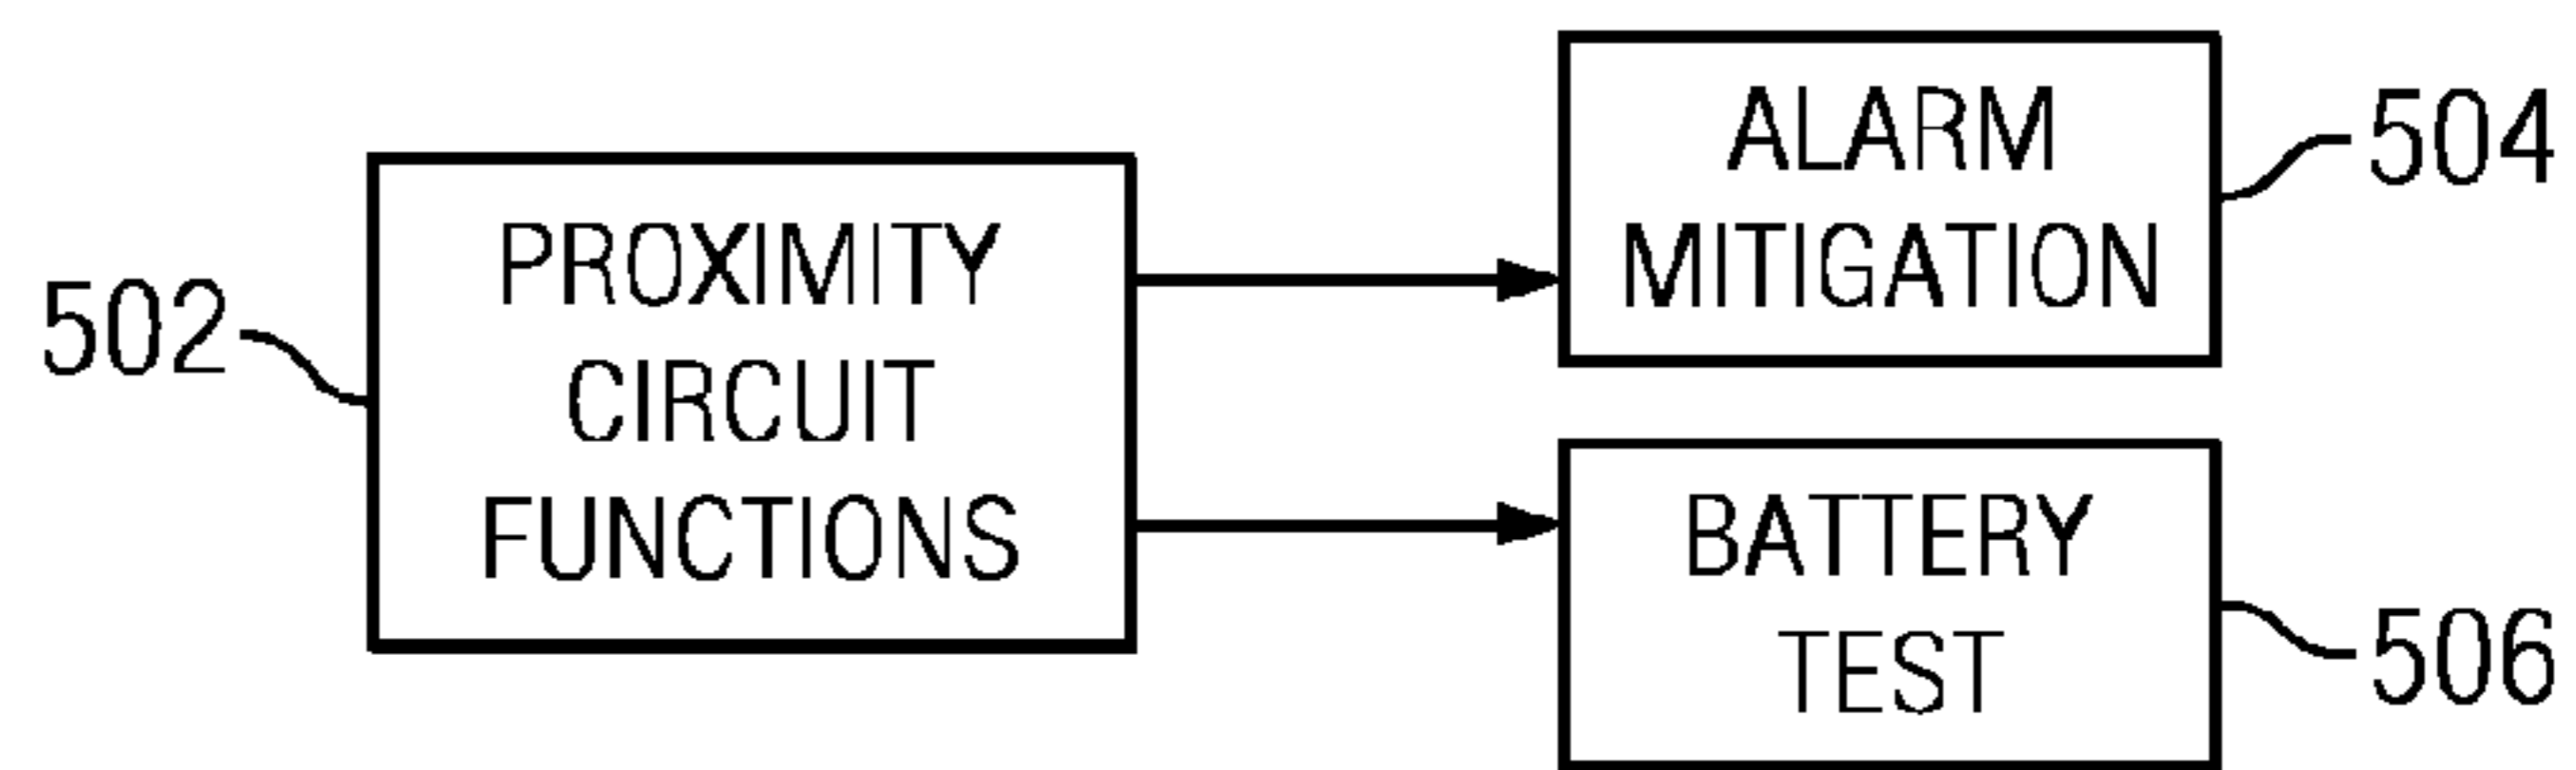 502
PROXIMITY
CIRCUIT
FUNCTIONS
ALARM
MITIGATION
504
BATTERY
TEST
506